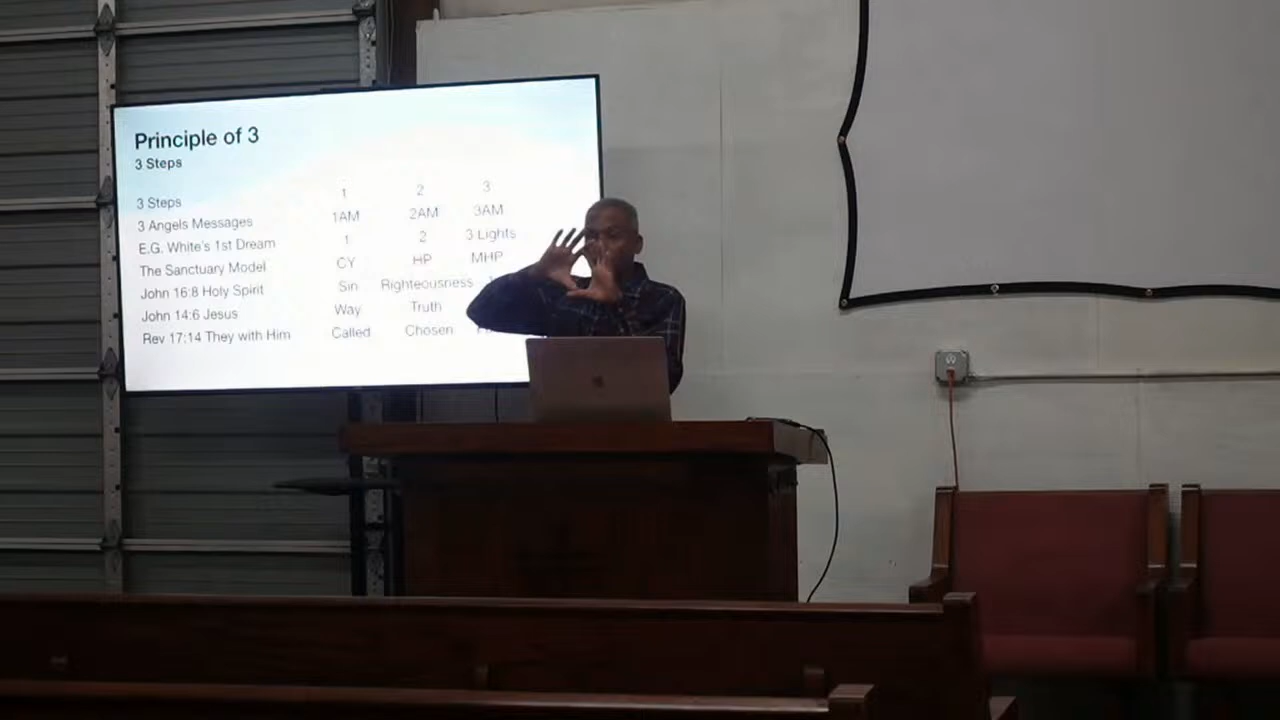 Principle of 3
3 Steps
3 Steps 1 2 3
3 Angels Messages 1AM 2AM 3AM
E.G. White's 1st Dream 1 2 3 Lights
The Sanctuary Model CY HP MHP
John 16:8 Holy Spirit Sin Righteousness
John 14:6 Jesus Way Truth
Rev 17:14 They with Him Called Chosen